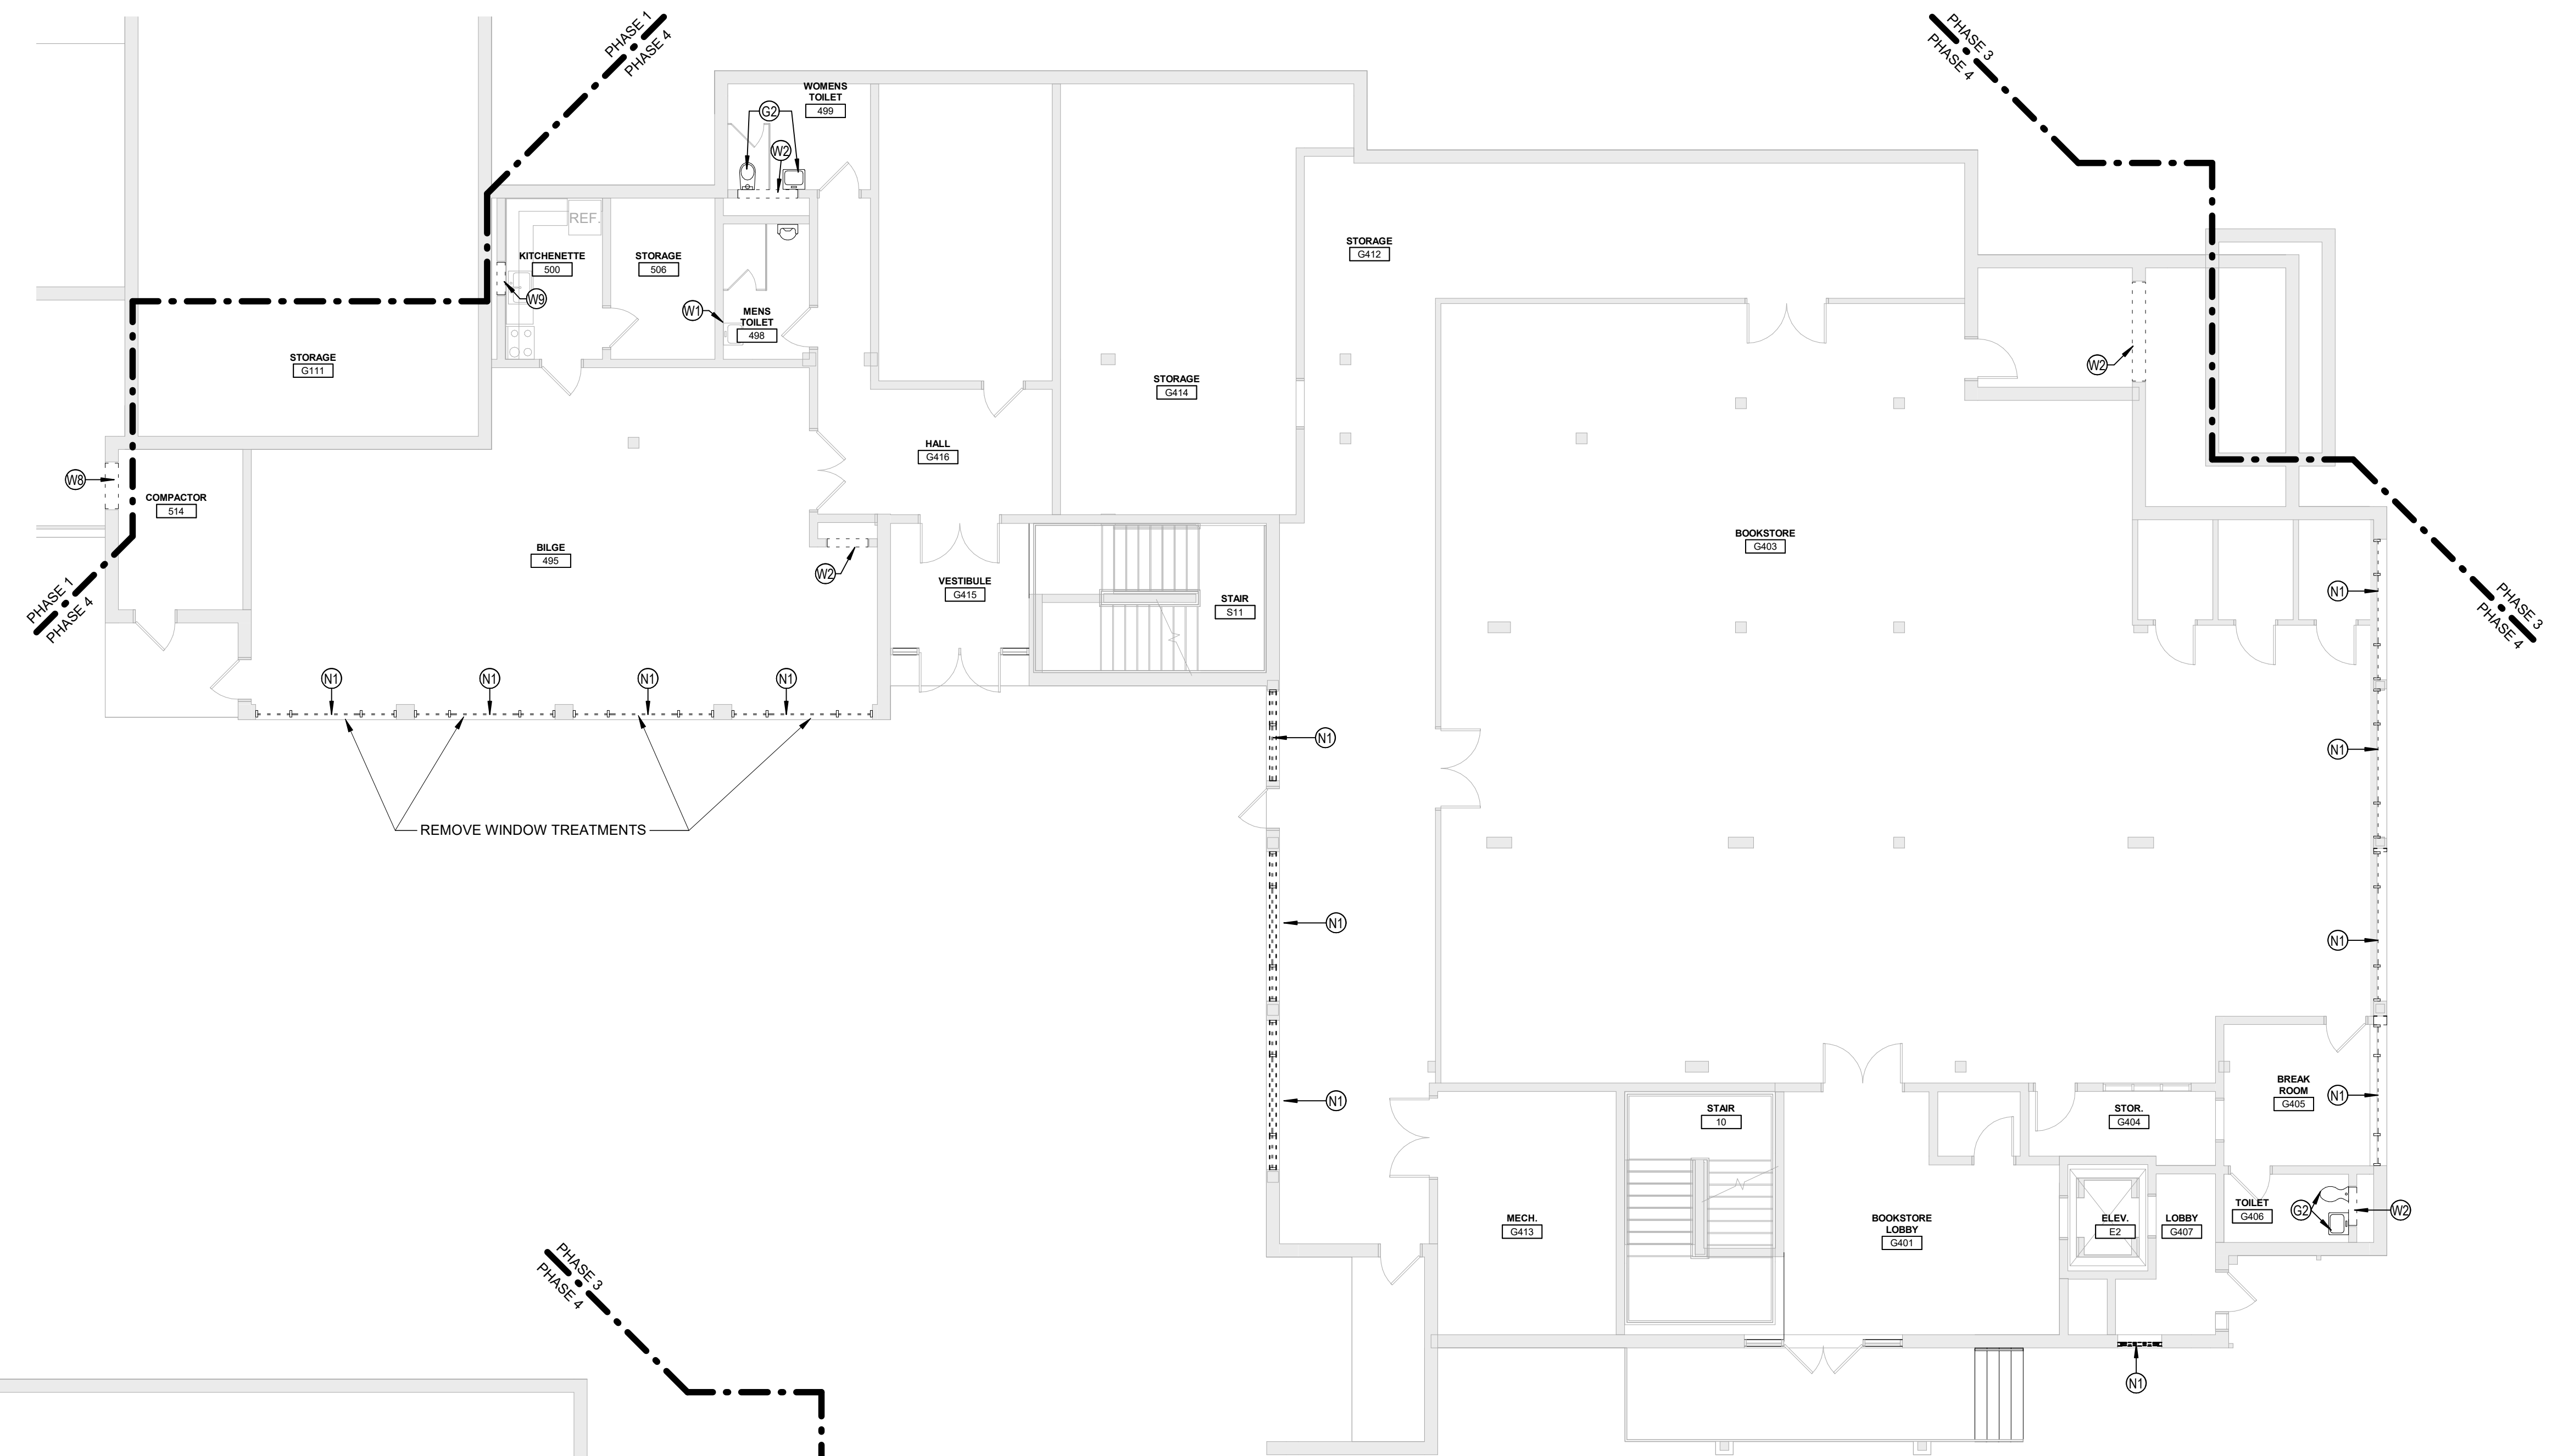 PHASE 1
PHASE 4
PHASE 3
PHASE 4
WOMENS
TOILET
499
G2
W2
REF.
KITCHENETTE
500
W9
STORAGE
506
W1
MENS
TOILET
498
STORAGE
G412
STORAGE
G111
STORAGE
G414
W2
HALL
G416
W8
COMPACTOR
514
BILGE
495
W2
VESTIBULE
G415
STAIR
S11
BOOKSTORE
G403
N1
PHASE 1
PHASE 4
PHASE 3
PHASE 4
N1
N1
N1
N1
N1
N1
REMOVE WINDOW TREATMENTS
N1
N1
N1
BREAK
ROOM
G405
N1
STAIR
10
STOR.
G404
MECH.
G413
BOOKSTORE
LOBBY
G401
ELEV.
E2
LOBBY
G407
TOILET
G406
G2
W2
PHASE 3
PHASE 4
N1